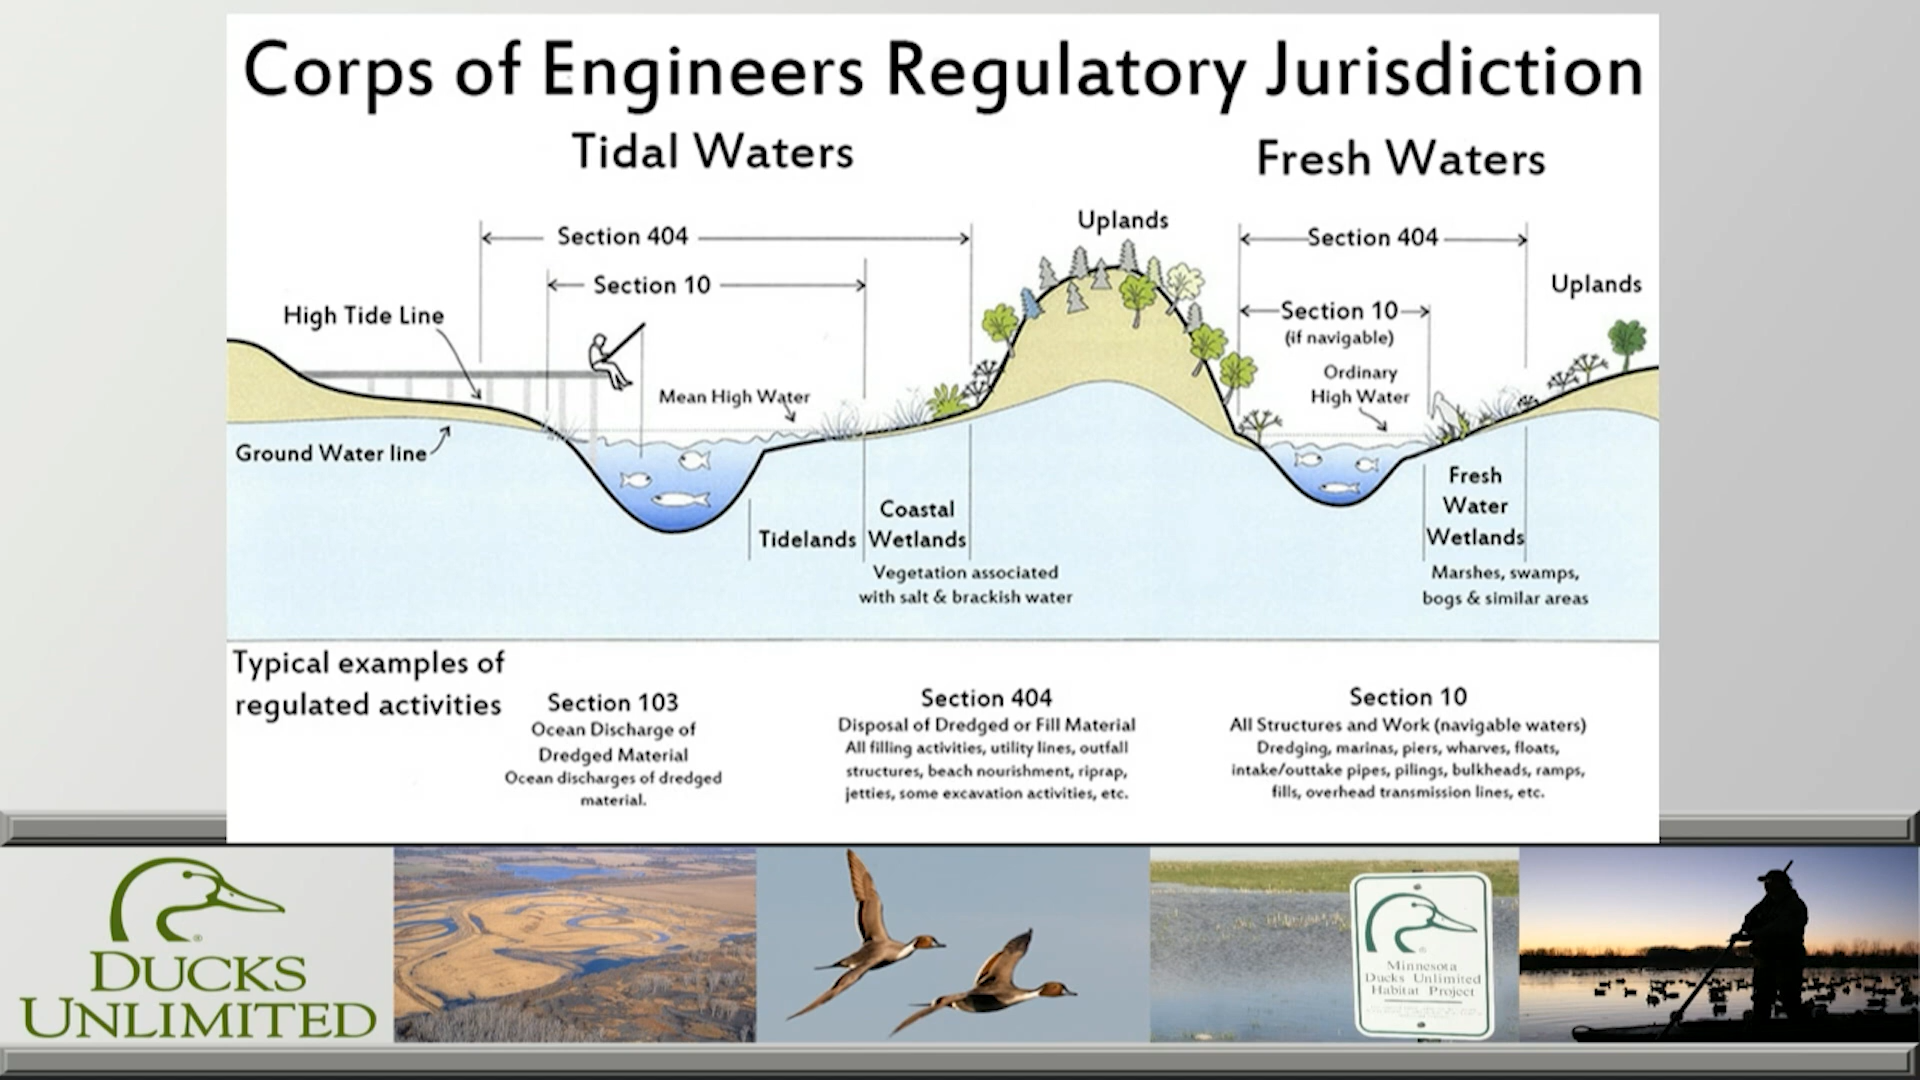 Corps of Engineers Regulatory Jurisdiction
Tidal Waters
Fresh Waters
Uplands
Section 404
Section 404
Section 10
Uplands
High Tide Line
Section 10
(if navigable)
Ordinary
High Water
Mean High Water
Ground Water line
Fresh
Water
Wetlands
Coastal
Wetlands
Tidelands
Vegetation associated
with salt & brackish water
Marshes, swamps,
bogs & similar areas
Typical examples of
regulated activities
Section 103
Ocean Discharge of
Dredged Material
Ocean discharges of dredged
material.
Section 404
Disposal of Dredged or Fill Material
All filling activities, utility lines, outfall
structures, beach nourishment, riprap,
jetties, some excavation activities, etc.
Section 10
All Structures and Work (navigable waters)
Dredging, marinas, piers, wharves, floats,
intake/outtake pipes, pilings, bulkheads, ramps,
fills, overhead transmission lines, etc.
DUCKS
UNLIMITED
Minnesota
Ducks Unlimited
Habitat Project